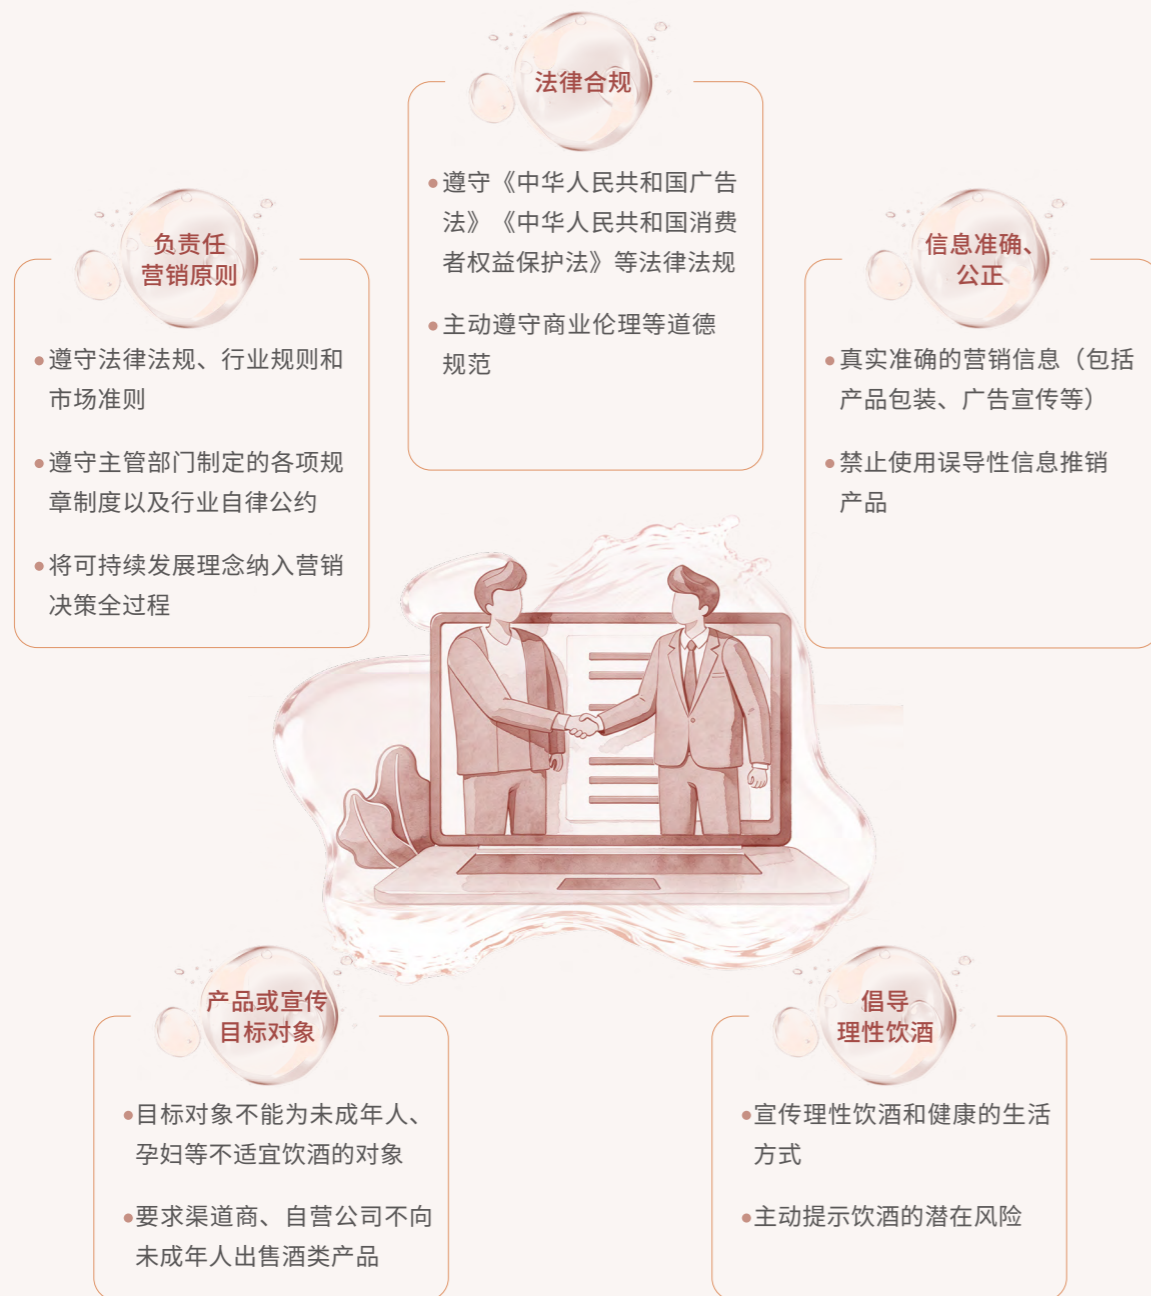 法律合规
遵守《中华人民共和国广告
法》《中华人民共和国消费
者权益保护法》等法律法规
主动遵守商业伦理等道德
规范
负责任
营销原则
遵守法律法规、行业规则和
市场准则
遵守主管部门制定的各项规
章制度以及行业自律公约
将可持续发展理念纳入营销
决策全过程
信息准确、
公正
真实准确的营销信息（包括
产品包装、广告宣传等）
禁止使用误导性信息推销
产品
产品或宣传
目标对象
目标对象不能为未成年人、
孕妇等不适宜饮酒的对象
要求渠道商、自营公司不向
未成年人出售酒类产品
倡导
理性饮酒
宣传理性饮酒和健康的生活
方式
主动提示饮酒的潜在风险